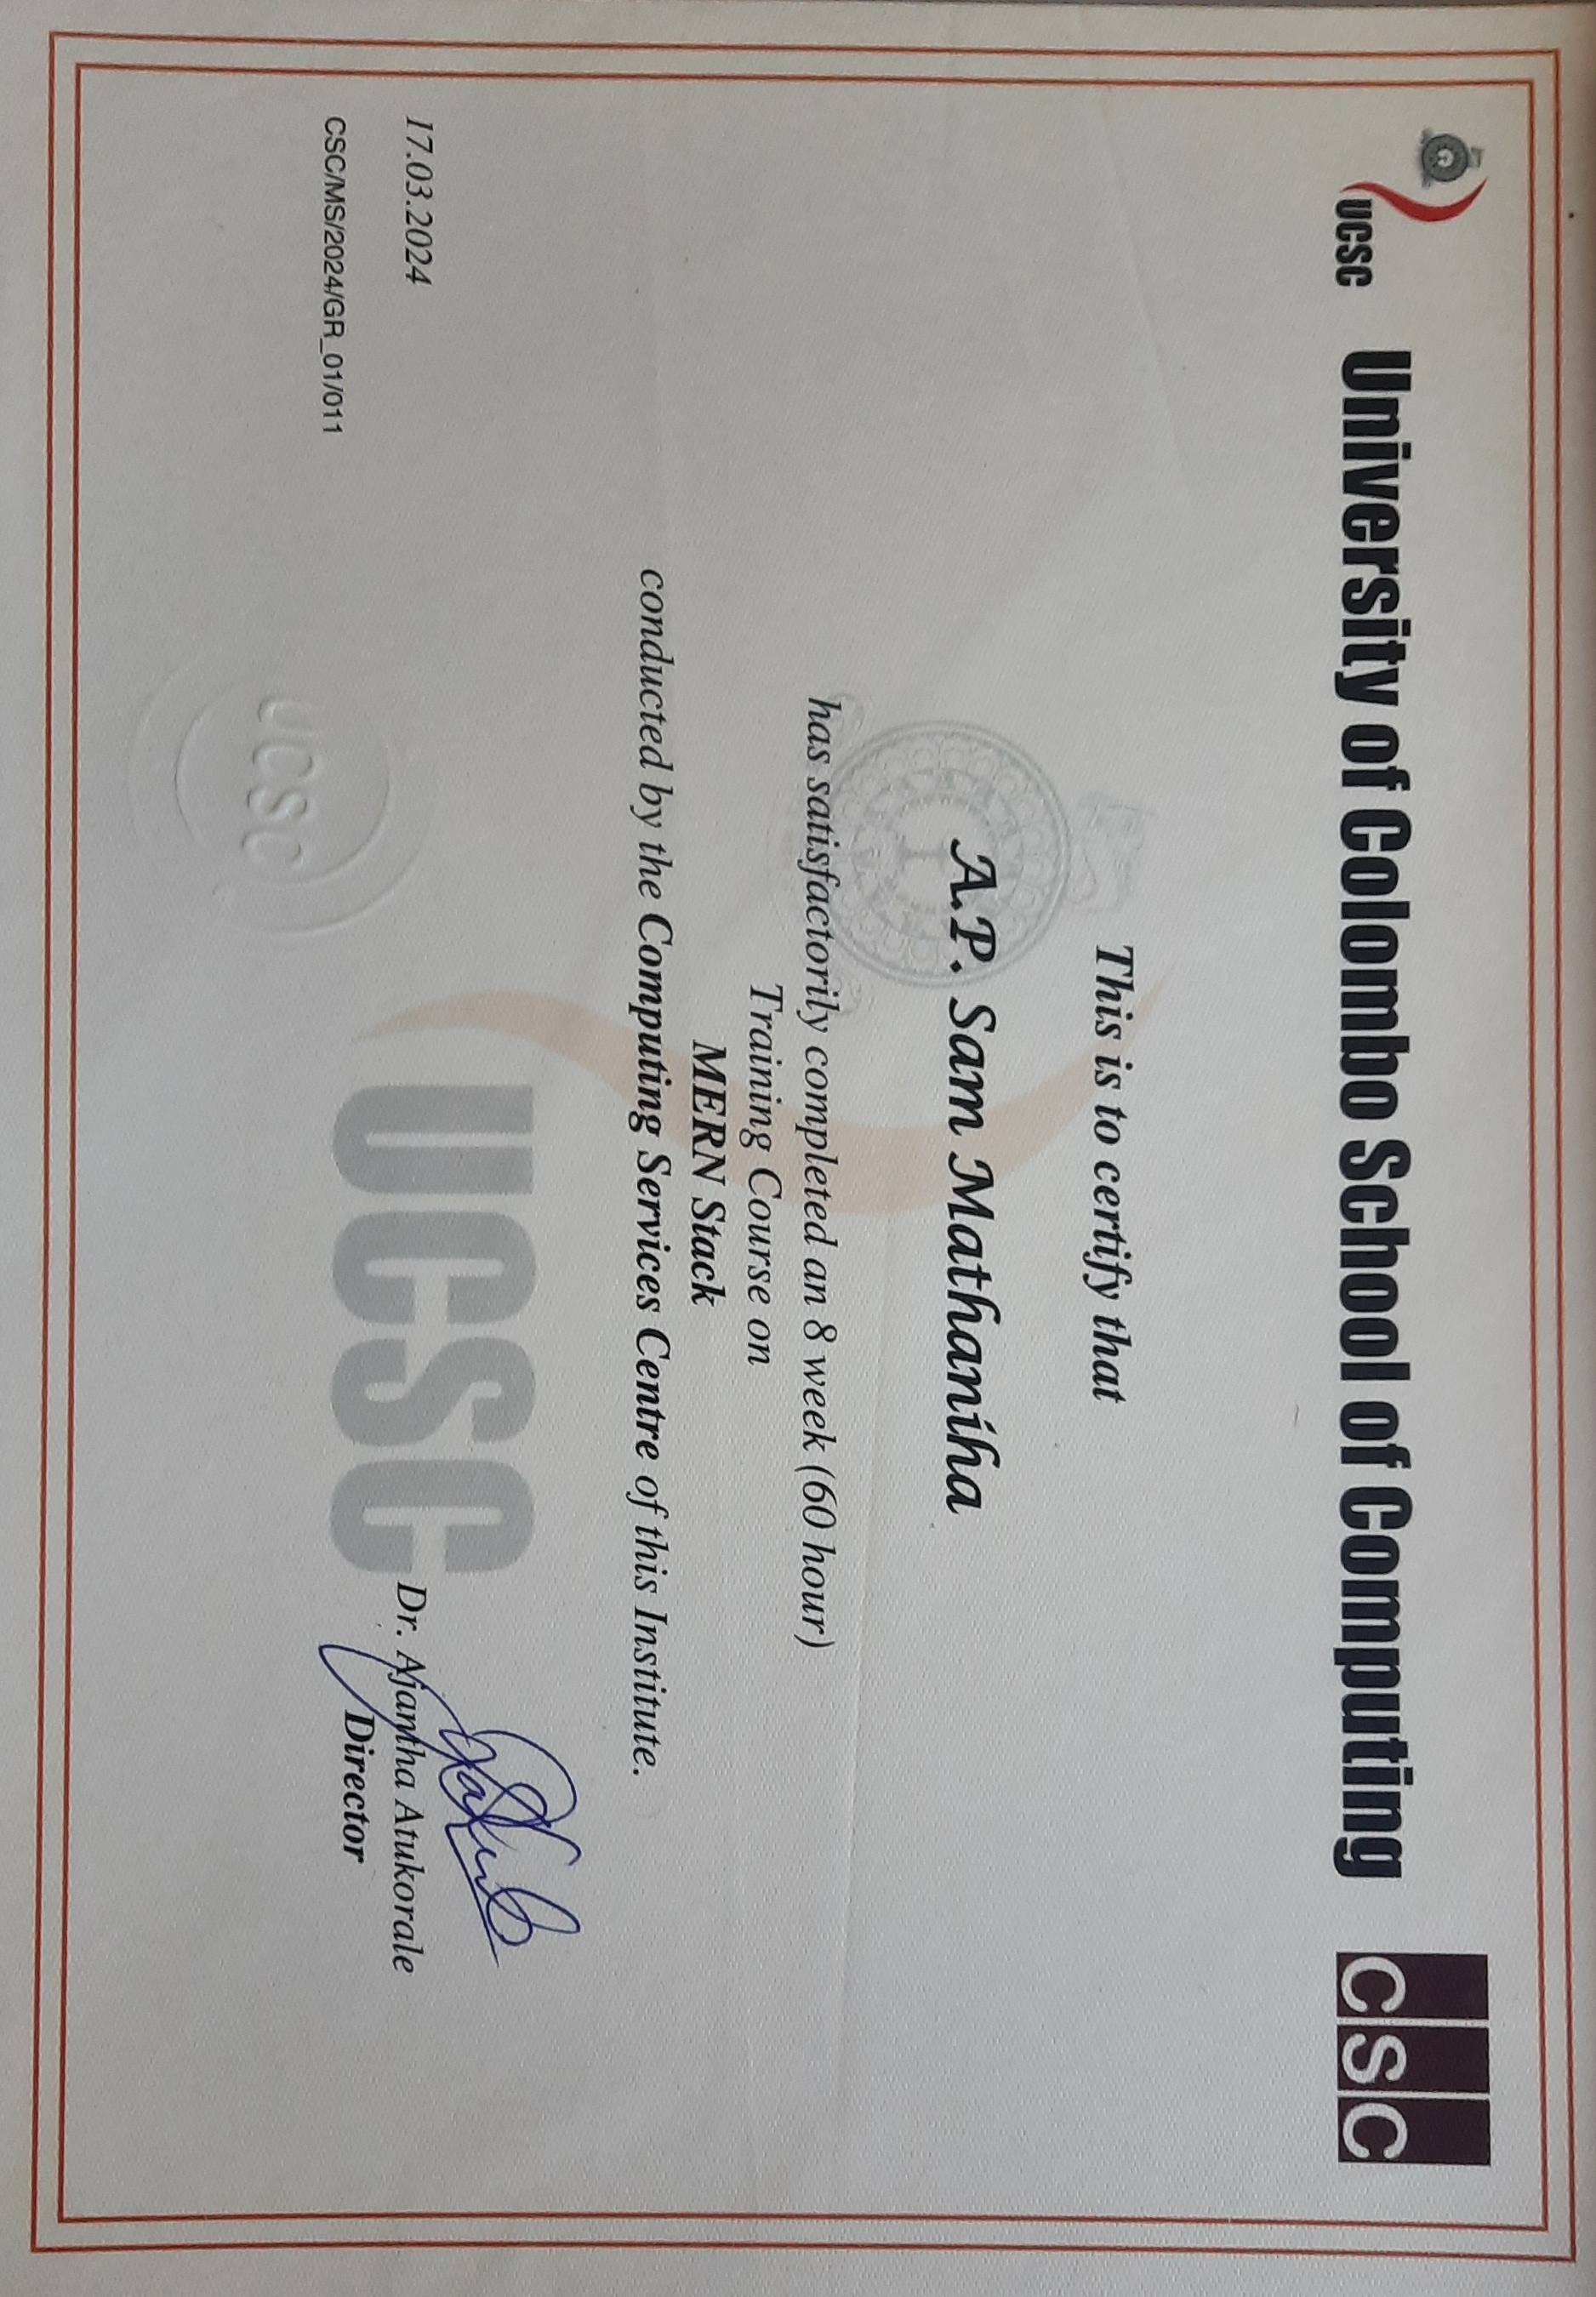 UCSC
University of Colombo School of Computing
CSC
This is to certify that
A.P. Sam Mathaniha
has satisfactorily completed an 8 week (60 hour)
Training Course on
MERN Stack
conducted by the Computing Services Centre of this Institute.
UCSC
17.03.2024
Dr. Ajantha Atukorale
Director
CSC/MS/2024/GR_01/011
UCSC